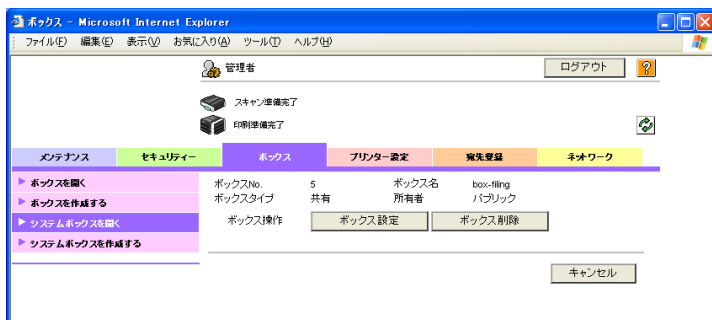 ボックス - Microsoft Internet Explorer
ファイル(F) 編集(E) 表示(V) お気に入り(A) ツール(T) ヘルプ(H)
管理者 ログアウト ?
スキャン準備完了
印刷準備完了
メンテナンス セキュリティー ボックス プリンター設定 宛先登録 ネットワーク
ボックスを開く
ボックスを作成する
システムボックスを開く
システムボックスを作成する
ボックスNo. 5 ボックス名 box-filing
ボックスタイプ 共有 所有者 パブリック
ボックス操作 ボックス設定 ボックス削除
キャンセル